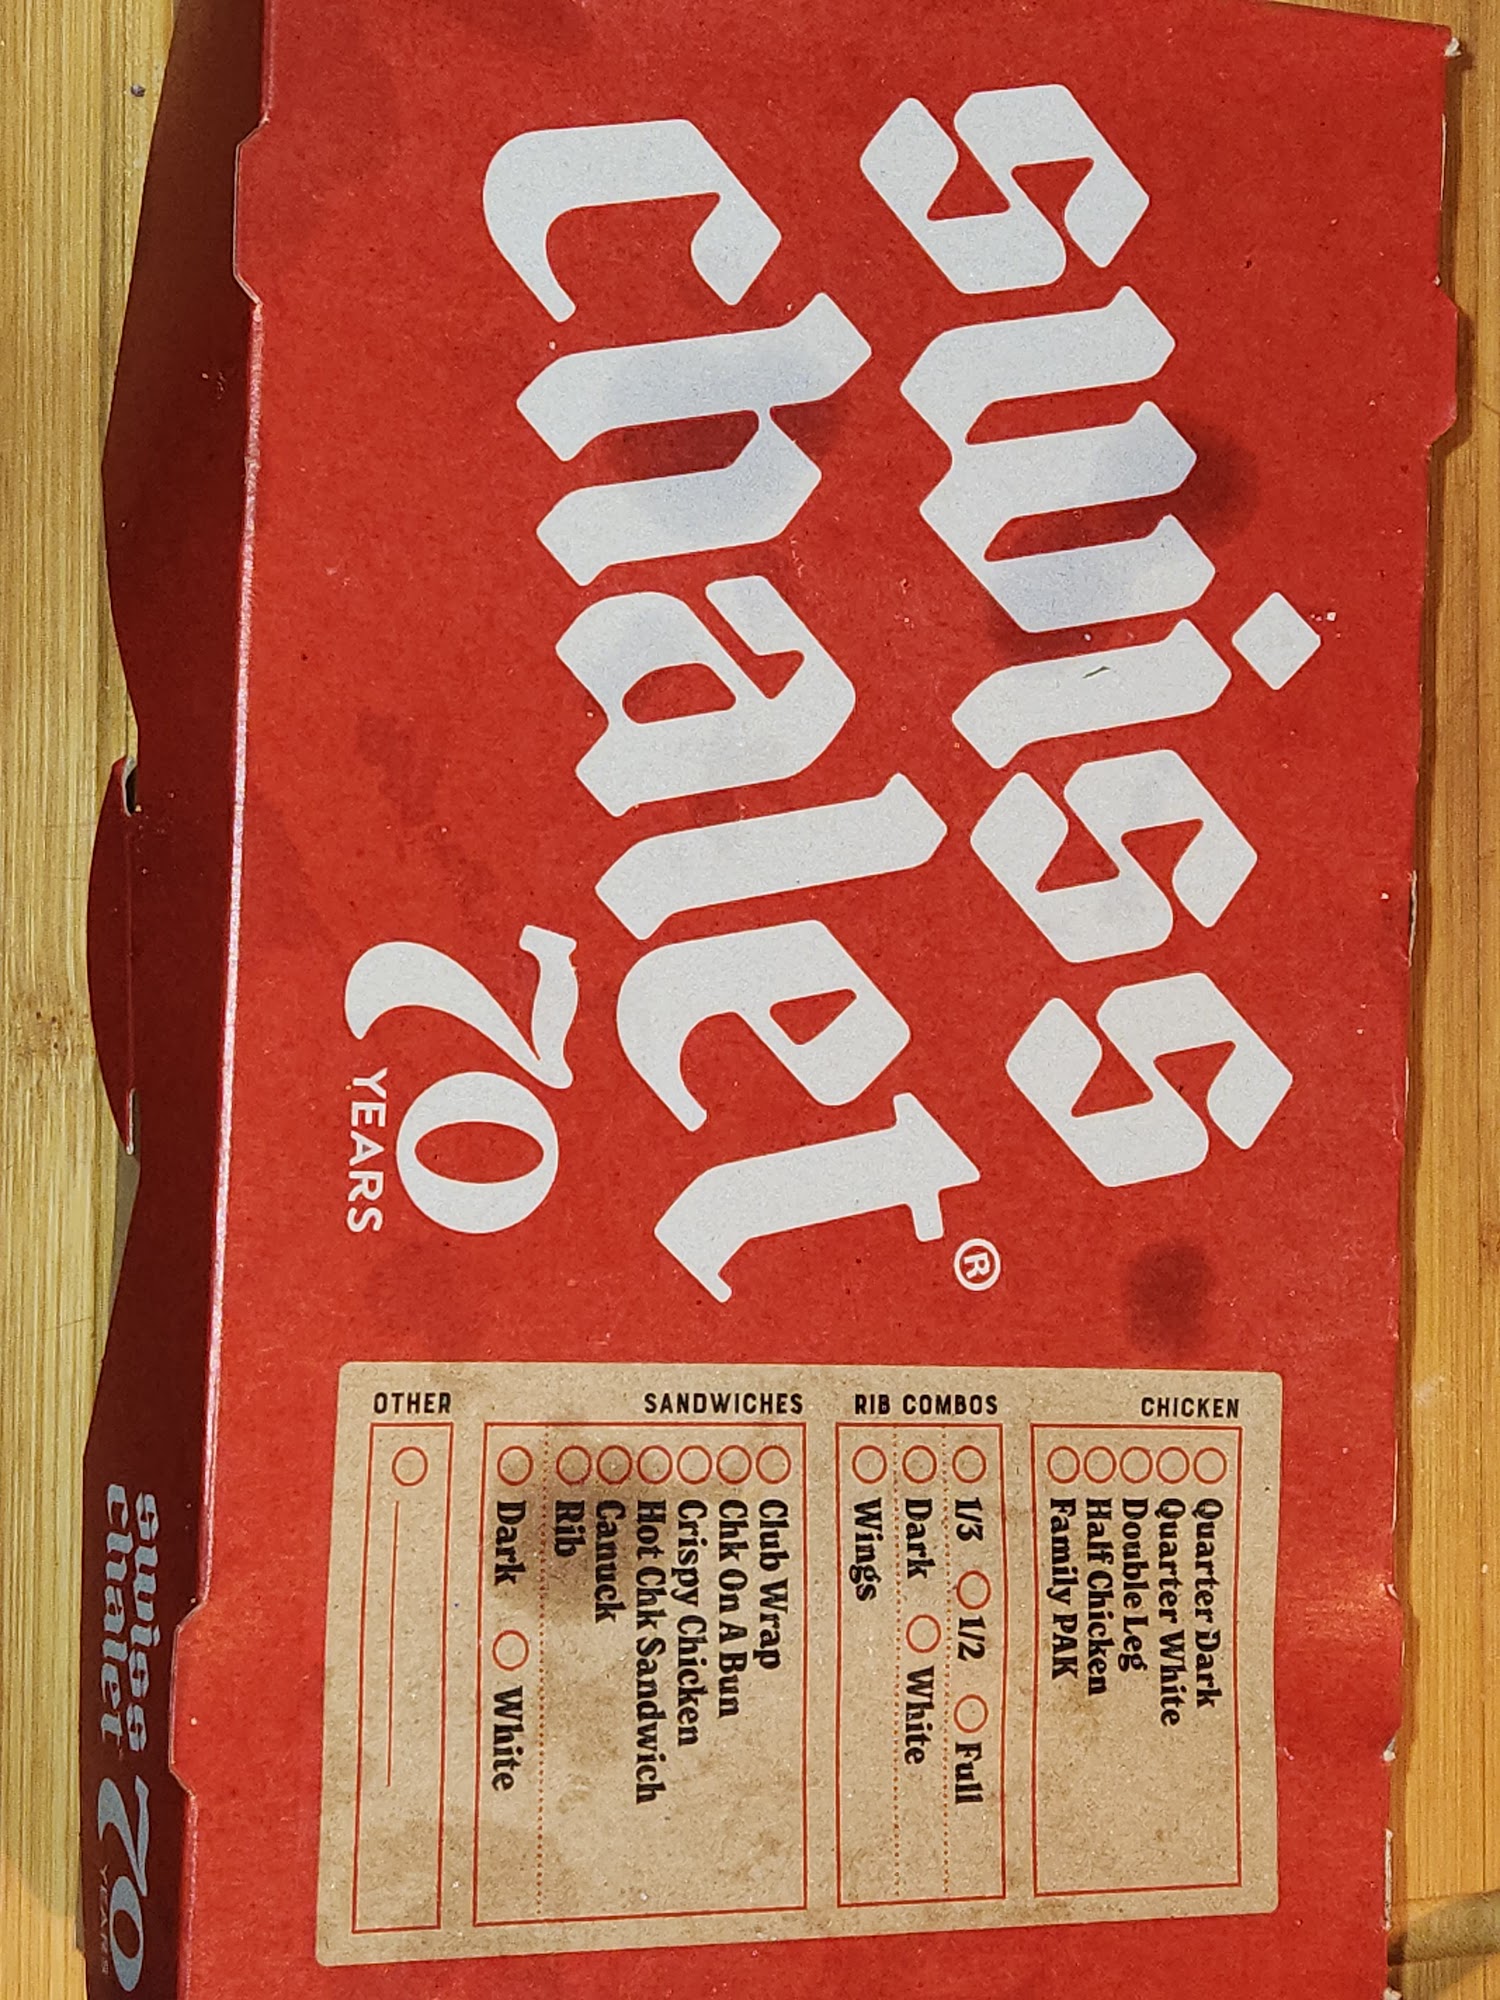 swiss
chalet®
70
YEARS
CHICKEN
Quarter Dark
Quarter White
Double Leg
Half Chicken
Family PAK
RIB COMBOS
1/3 1/2 Full
Dark White
Wings
SANDWICHES
Club Wrap
Chk On A Bun
Crispy Chicken
Hot Chk Sandwich
Canuck
Rib
Dark White
OTHER
swiss
chalet 70
YEARS